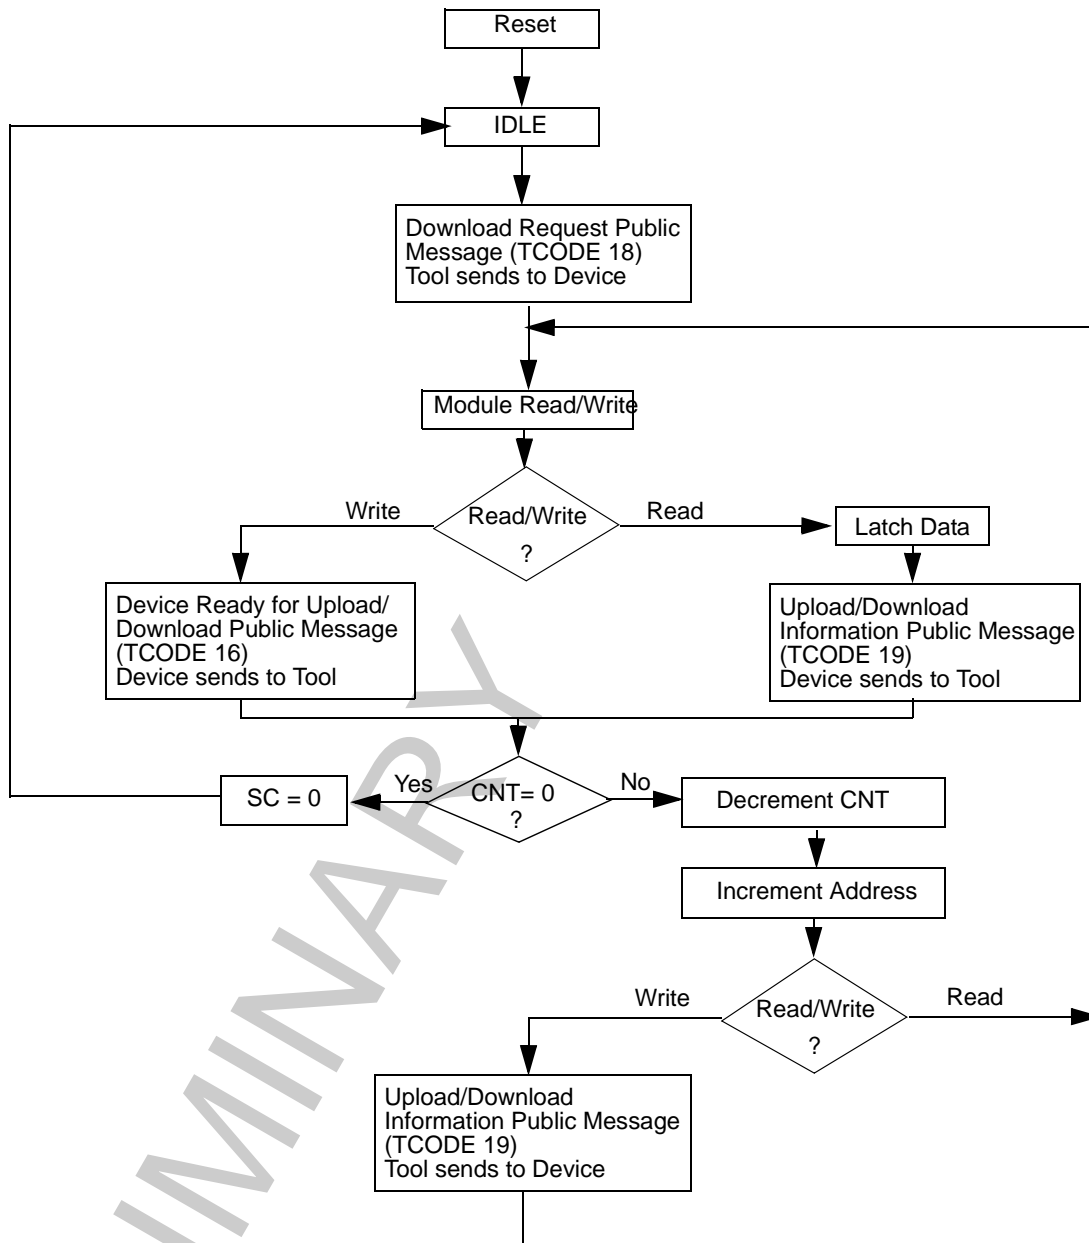 Reset
IDLE
Download Request Public
Message (TCODE 18)
Tool sends to Device
Module Read/Write
Write
Read/Write
?
Read
Latch Data
Device Ready for Upload/
Download Public Message
(TCODE 16)
Device sends to Tool
Upload/Download
Information Public Message
(TCODE 19)
Device sends to Tool
SC = 0
Yes
CNT= 0
?
No
Decrement CNT
Increment Address
Write
Read/Write
?
Read
Upload/Download
Information Public Message
(TCODE 19)
Tool sends to Device
IMINARY